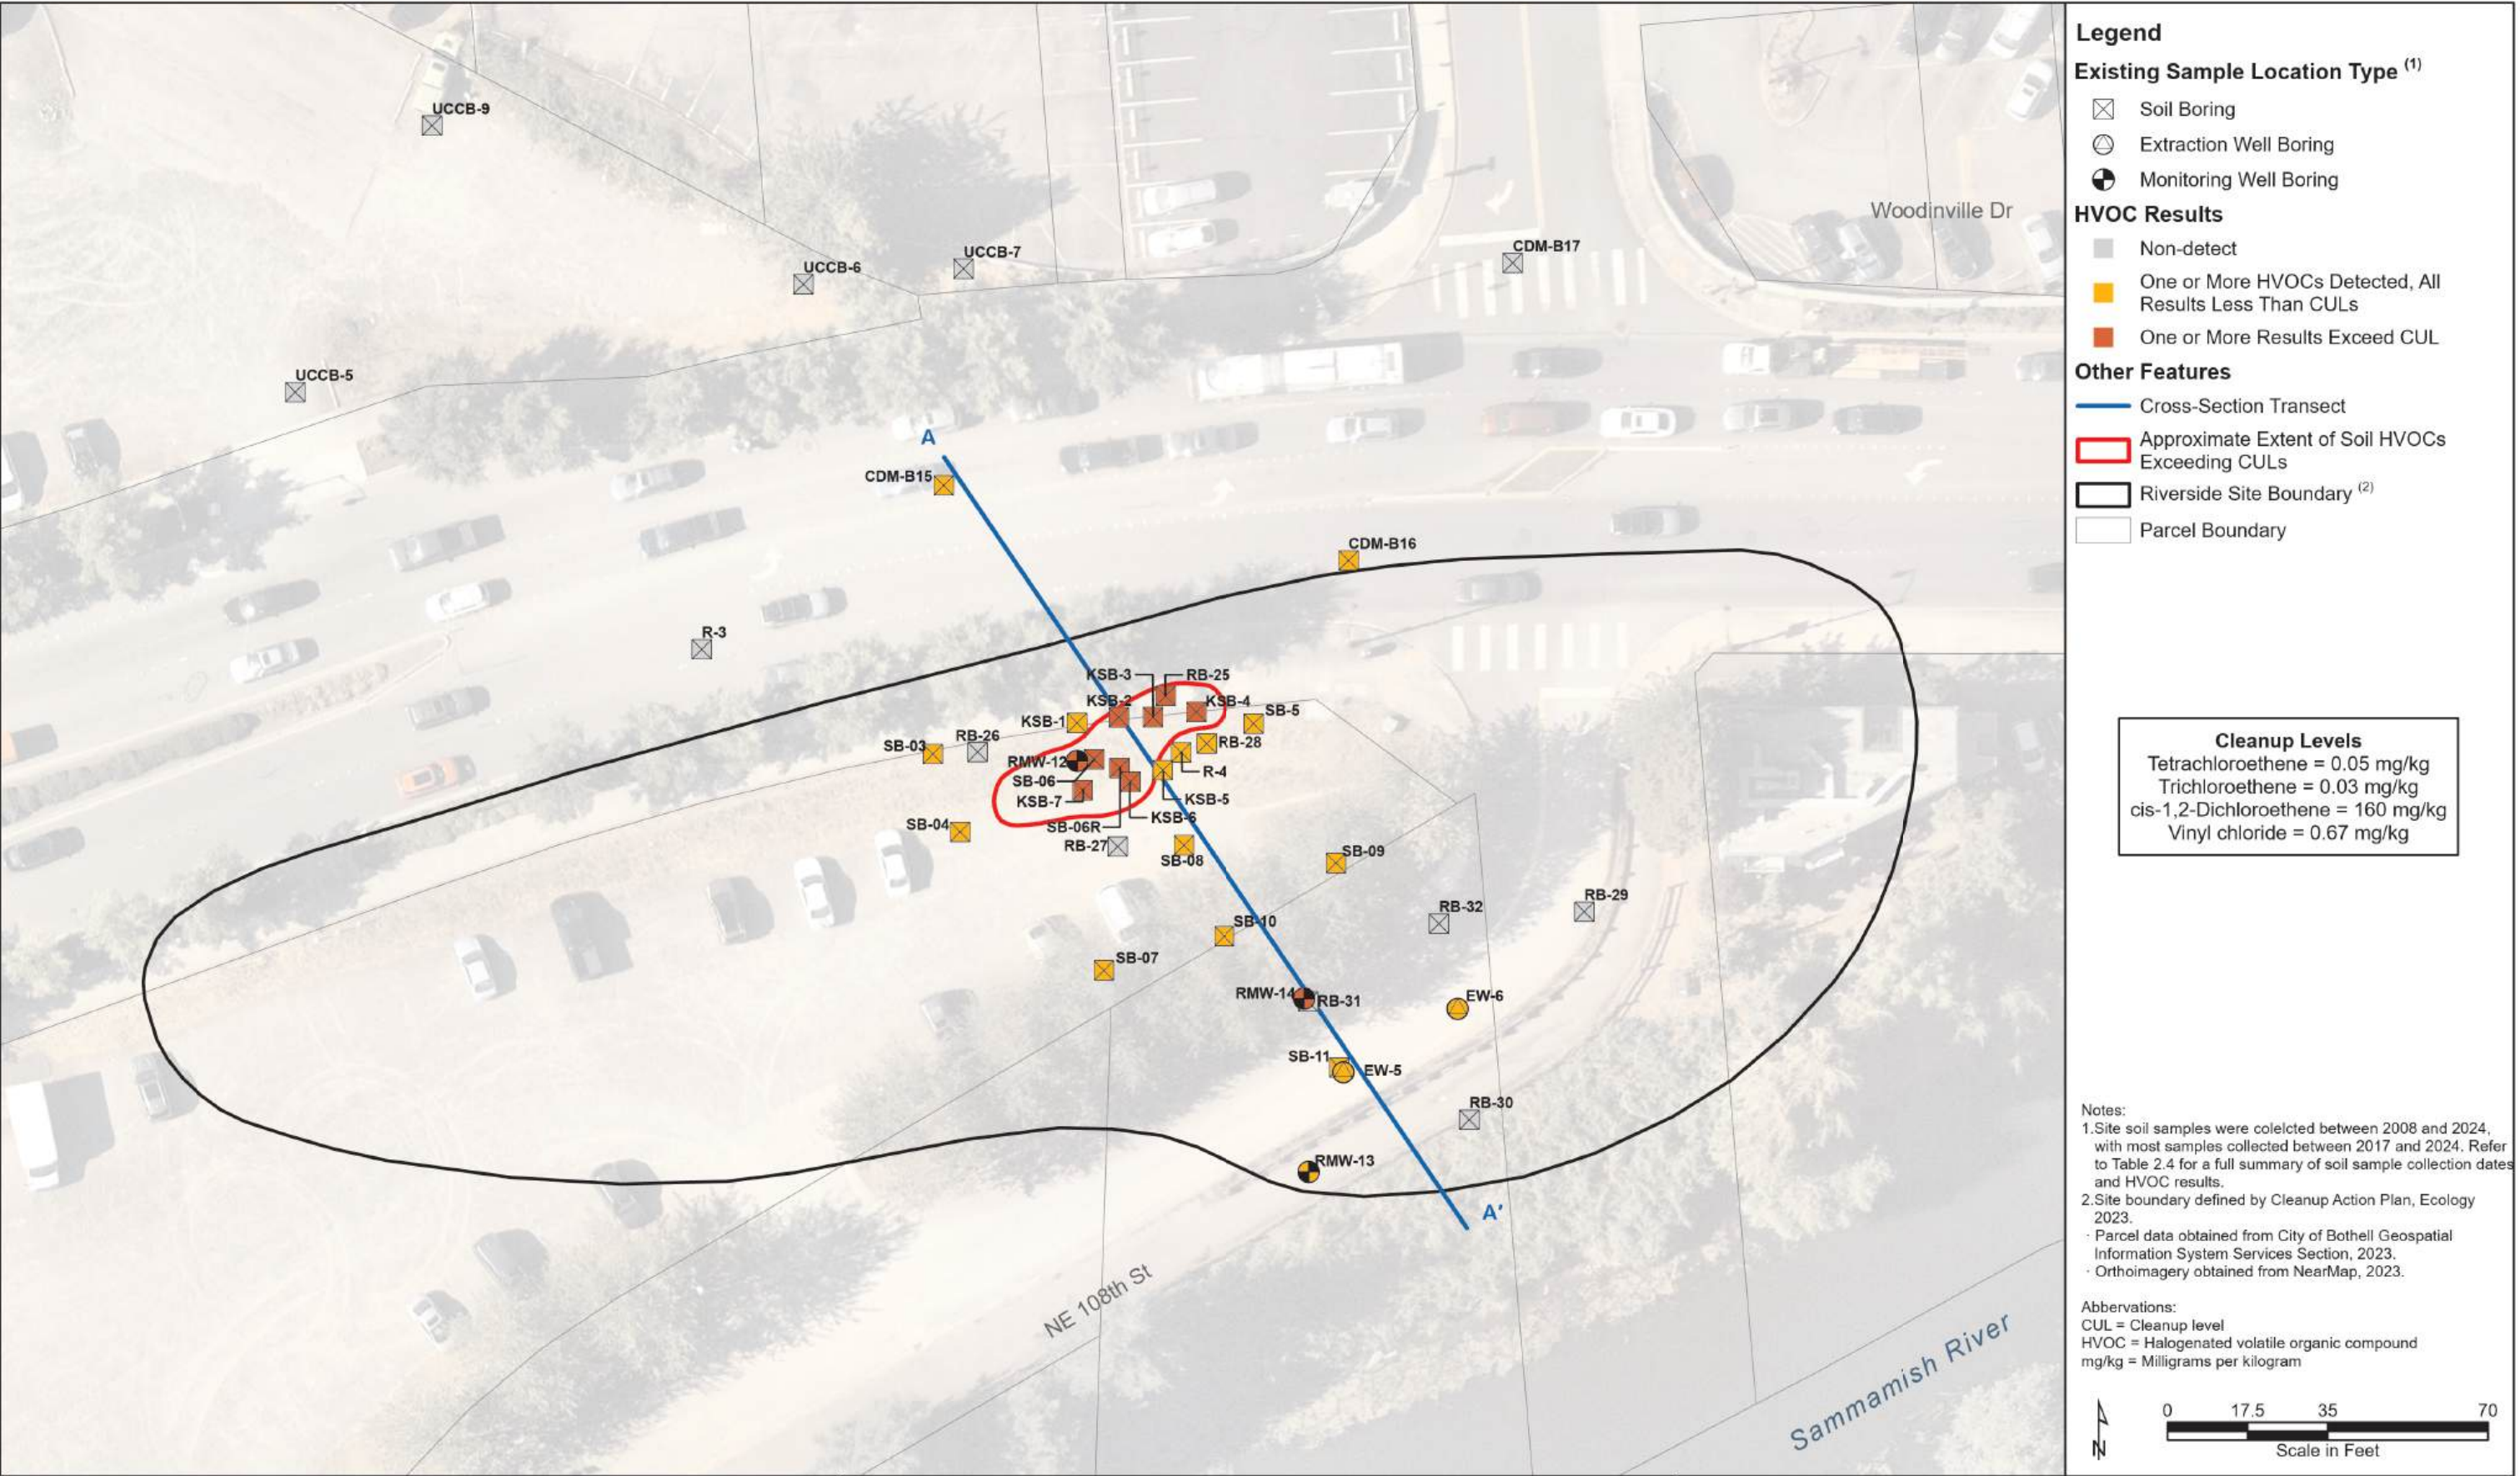 UCCB-9
UCCB-7
UCCB-6
CDM-B17
Woodinville Dr
UCCB-5
A
CDM-B15
CDM-B16
R-3
KSB-3
RB-25
KSB-2
KSB-4
KSB-1
SB-5
RB-26
SB-03
RB-28
RMW-12
R-4
SB-06
KSB-7
KSB-5
KSB-6
SB-06R
SB-04
RB-27
SB-08
SB-09
RB-32
RB-29
SB-10
SB-07
RMW-14
RB-31
EW-6
SB-11
EW-5
RB-30
RMW-13
A'
NE 108th St
Sammamish River
Legend
Existing Sample Location Type (1)
Soil Boring
Extraction Well Boring
Monitoring Well Boring
HVOC Results
Non-detect
One or More HVOCs Detected, All
Results Less Than CULs
One or More Results Exceed CUL
Other Features
Cross-Section Transect
Approximate Extent of Soil HVOCs
Exceeding CULs
Riverside Site Boundary (2)
Parcel Boundary
Cleanup Levels
Tetrachloroethene = 0.05 mg/kg
Trichloroethene = 0.03 mg/kg
cis-1,2-Dichloroethene = 160 mg/kg
Vinyl chloride = 0.67 mg/kg
Notes:
1.Site soil samples were colelcted between 2008 and 2024,
with most samples collected between 2017 and 2024. Refer
to Table 2.4 for a full summary of soil sample collection dates
and HVOC results.
2.Site boundary defined by Cleanup Action Plan, Ecology
2023.
· Parcel data obtained from City of Bothell Geospatial
Information System Services Section, 2023.
· Orthoimagery obtained from NearMap, 2023.
Abbervations:
CUL = Cleanup level
HVOC = Halogenated volatile organic compound
mg/kg = Milligrams per kilogram
N
0 17.5 35 70
Scale in Feet